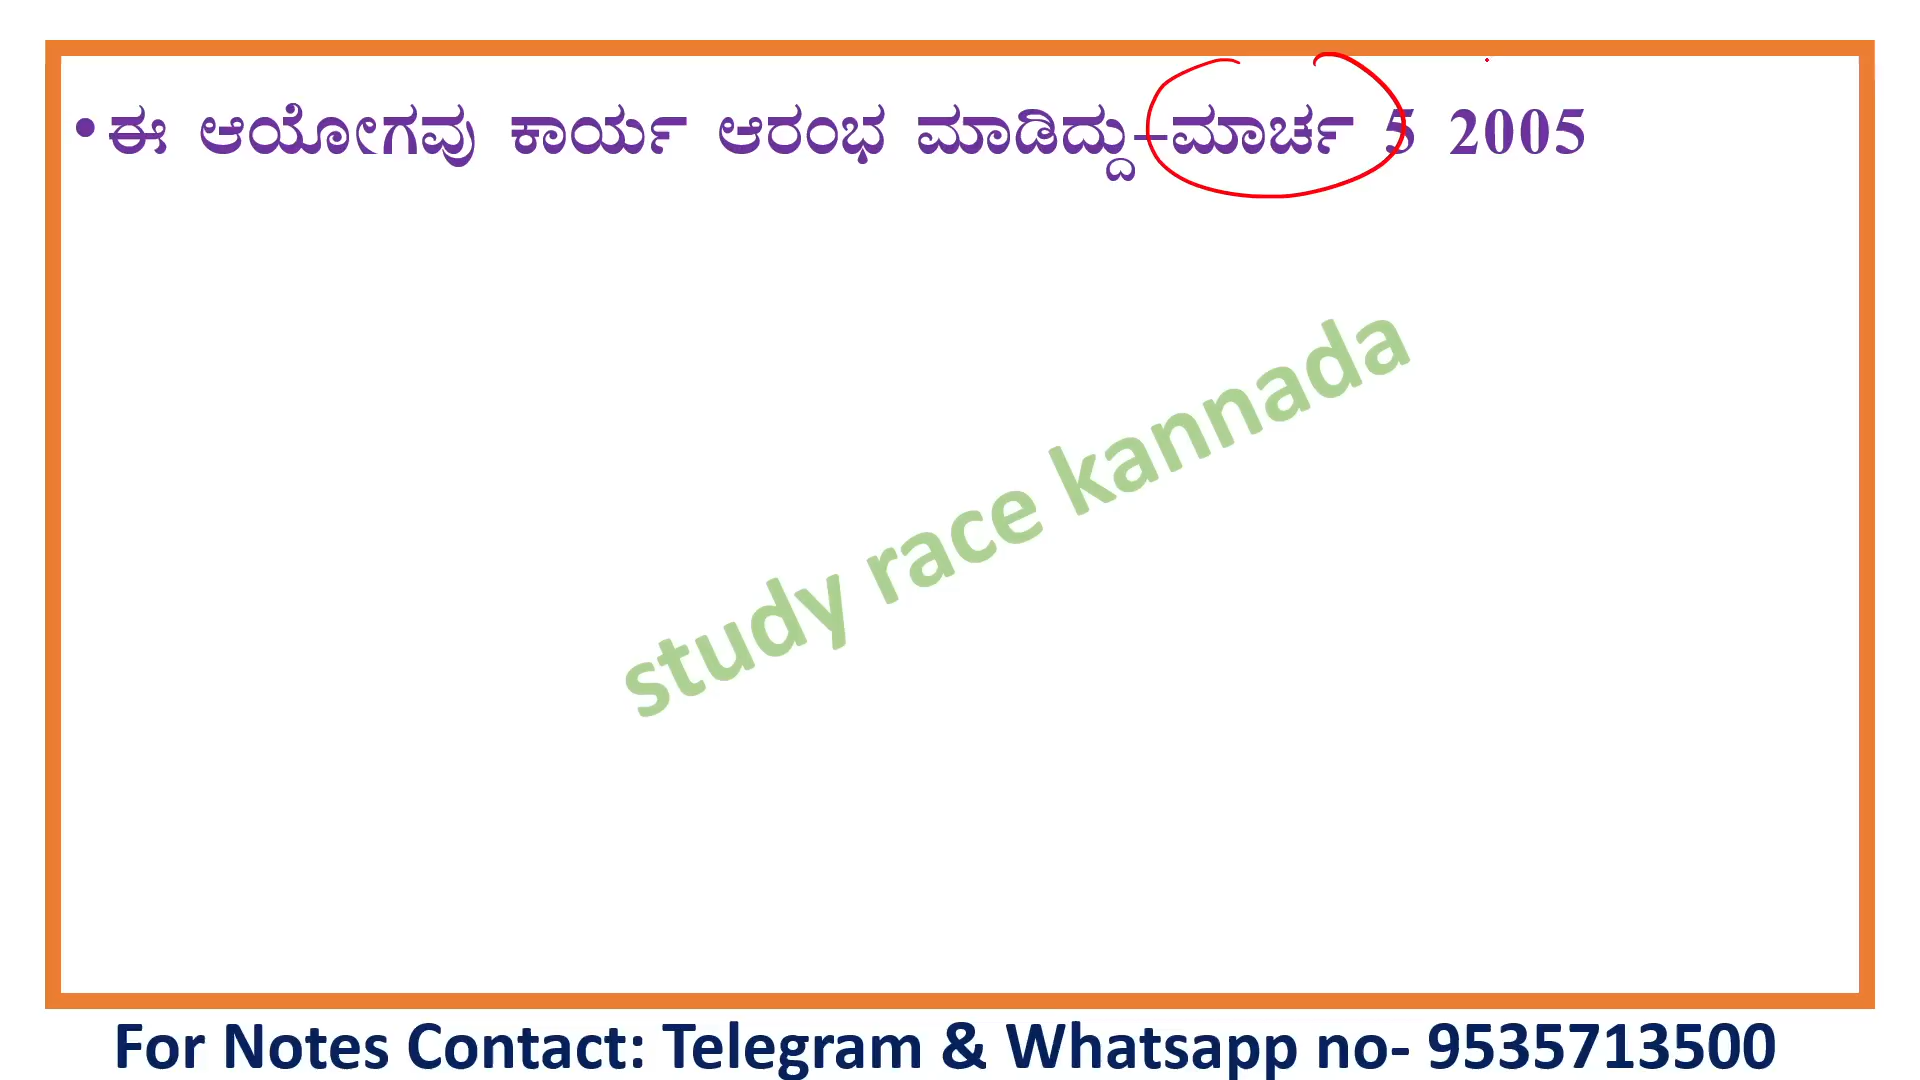 •ಈ ಆಯೋಗವು ಕಾರ್ಯ ಆರಂಭ ಮಾಡಿದ್ದು–ಮಾರ್ಚ 5 2005
study race kannada
For Notes Contact: Telegram & Whatsapp no- 9535713500